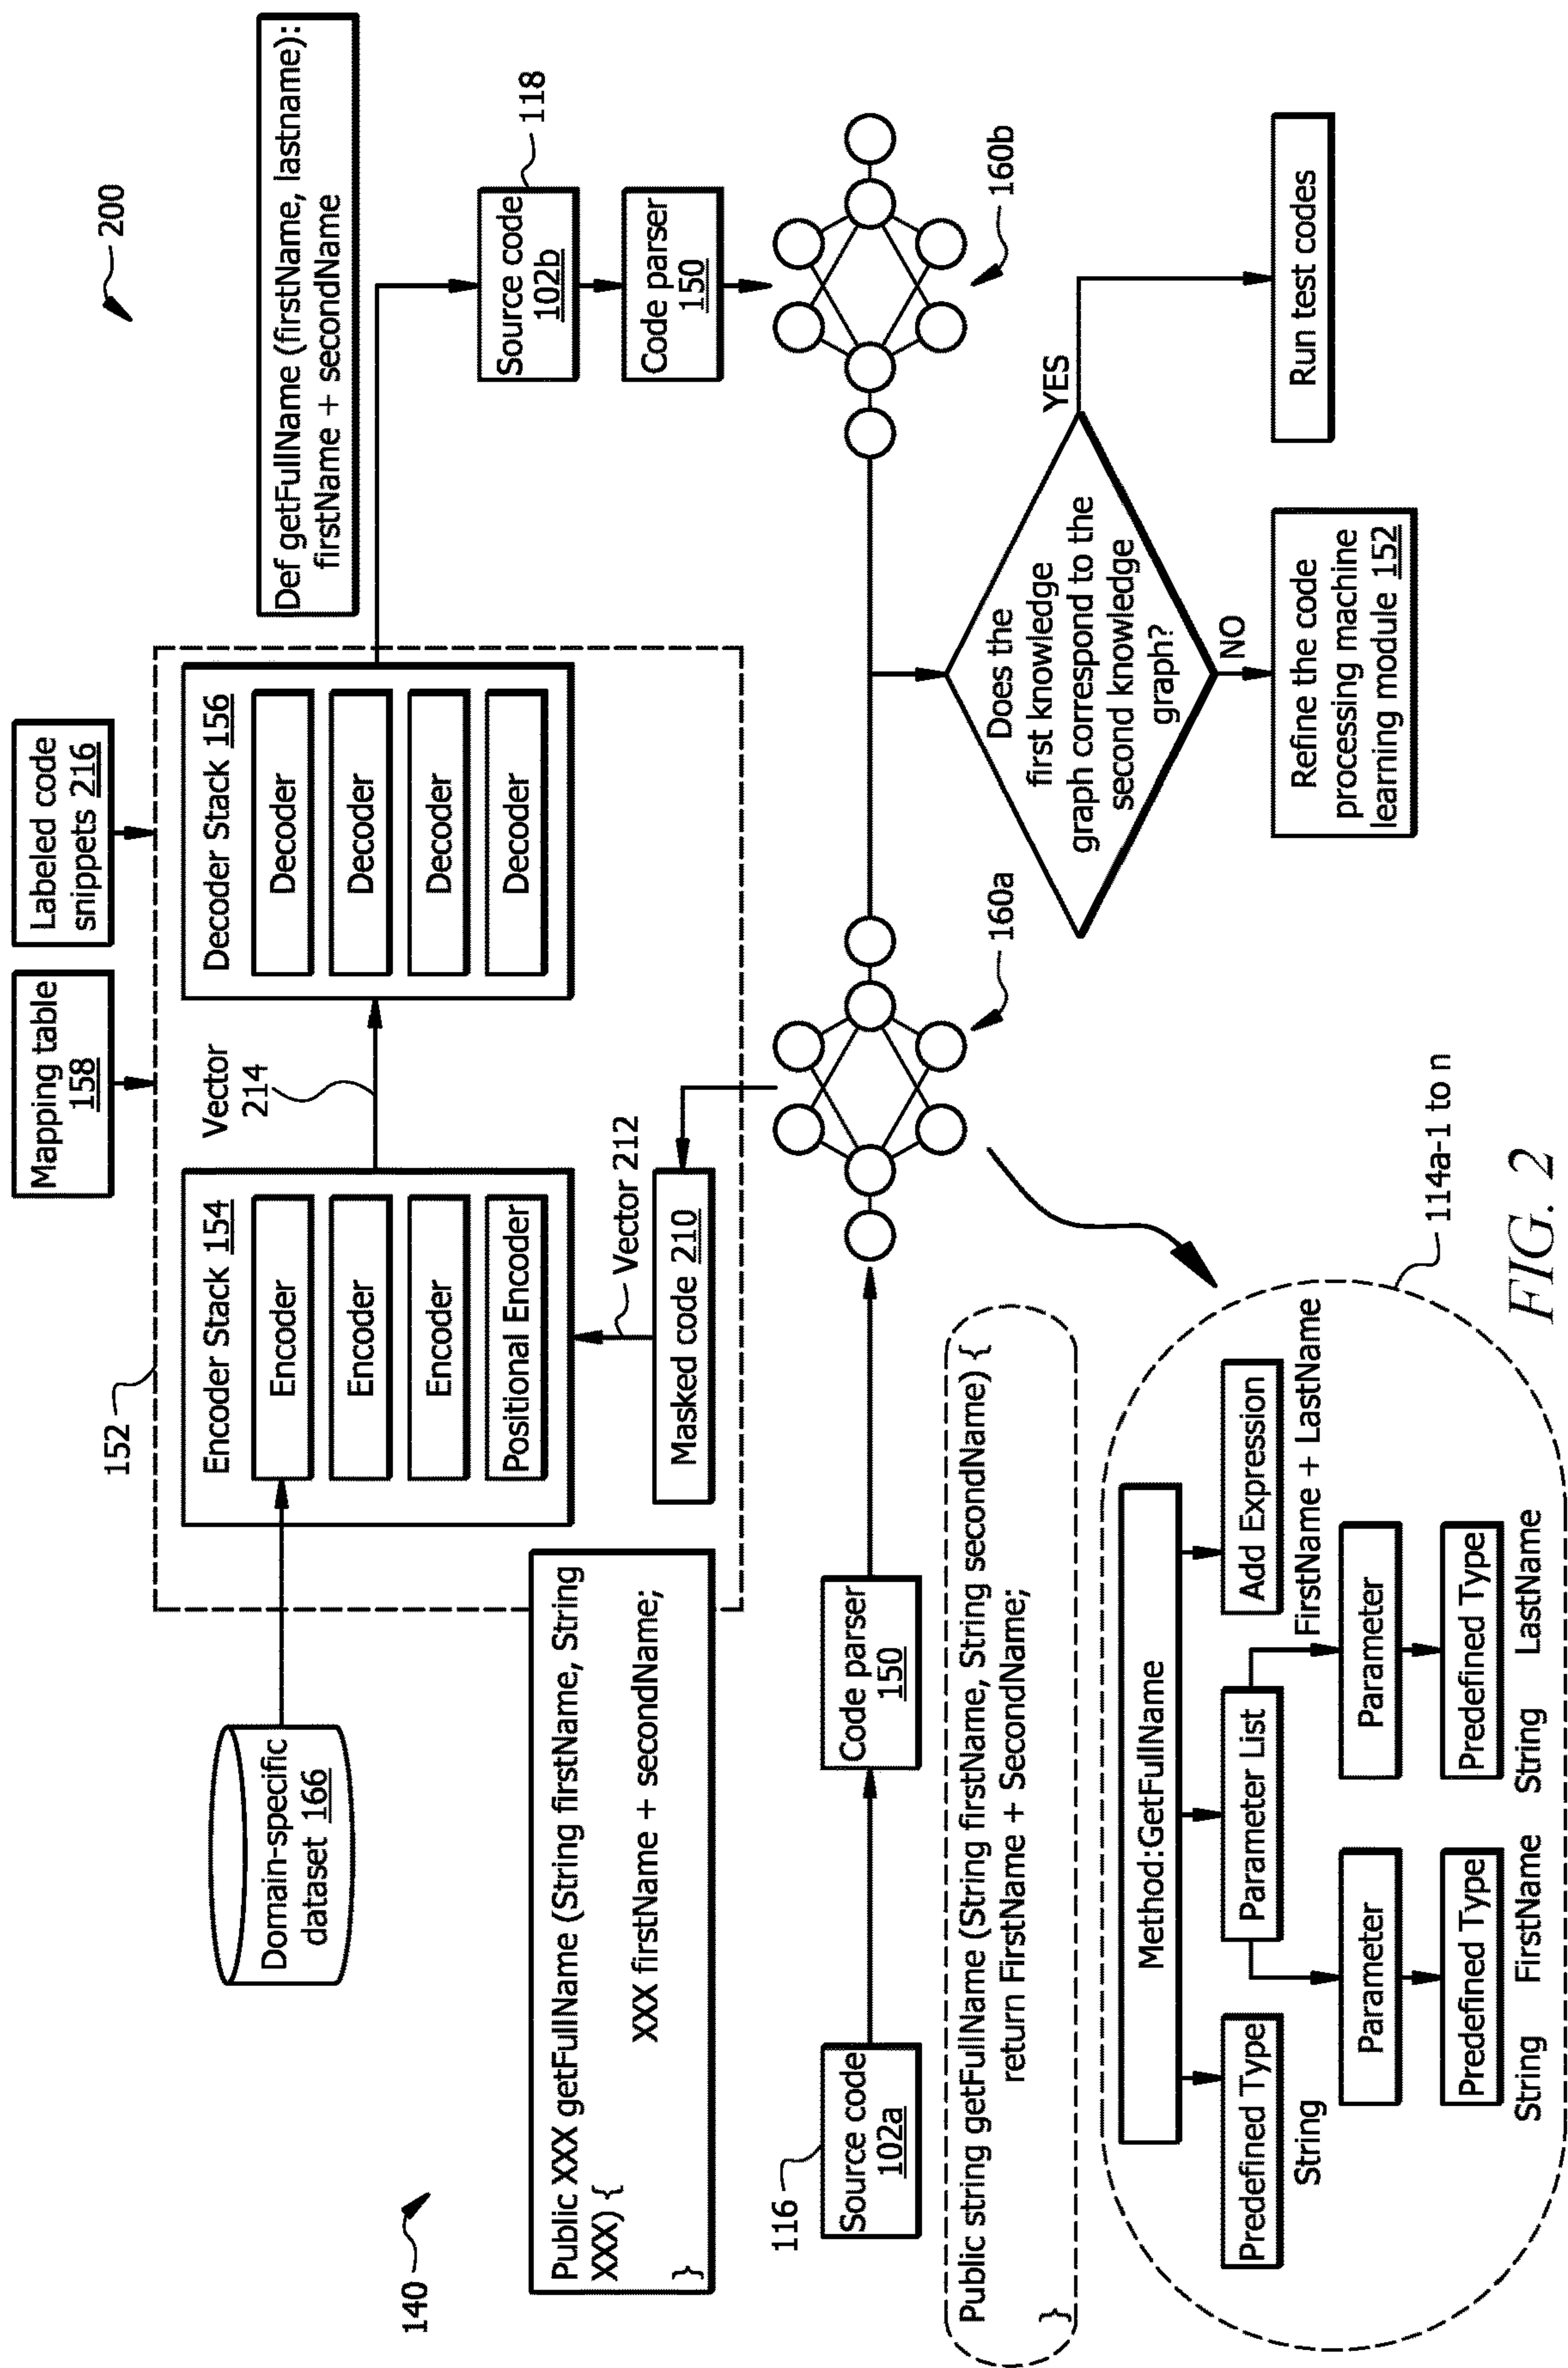 200
Mapping table
158
Labeled code
snippets 216
152
Domain-specific
dataset 166
Encoder Stack 154
Encoder
Encoder
Encoder
Positional Encoder
Vector
214
Decoder Stack 156
Decoder
Decoder
Decoder
Decoder
Def getFullName (firstName, lastname):
firstName + secondName
140
Public XXX getFullName (String firstName, String
XXX) {
XXX firstName + secondName;
}
Vector 212
Masked code 210
118
Source code
102b
Code parser
150
116
Source code
102a
Code parser
150
160a
160b
Public string getFullName (String firstName, String secondName) {
return FirstName + SecondName;
}
Does the
first knowledge
graph correspond to the
second knowledge
graph?
YES
NO
Run test codes
Refine the code
processing machine
learning module 152
Method:GetFullName
Predefined Type
String
Parameter List
Add Expression
FirstName + LastName
Parameter
Parameter
Predefined Type
Predefined Type
String FirstName
String LastName
114a-1 to n
FIG. 2